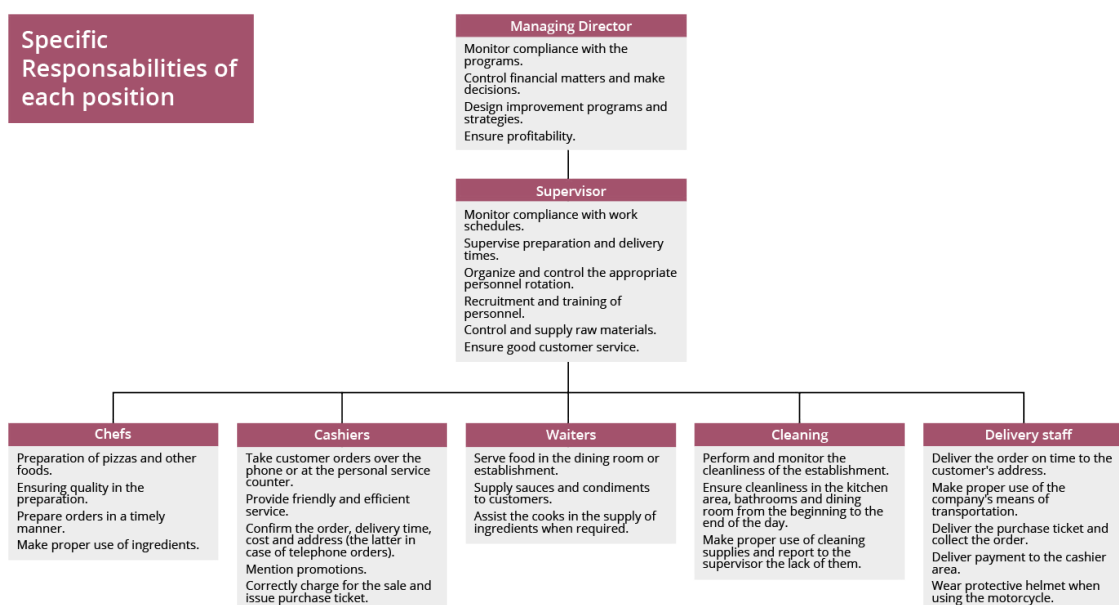 Specific
Responsabilities of
each position
Managing Director
Monitor compliance with the
programs.
Control financial matters and make
decisions.
Design improvement programs and
strategies.
Ensure profitability.
Supervisor
Monitor compliance with work
schedules.
Supervise preparation and delivery
times.
Organize and control the appropriate
personnel rotation.
Recruitment and training of
personnel.
Control and supply raw materials.
Ensure good customer service.
Chefs
Preparation of pizzas and other
foods.
Ensuring quality in the
preparation.
Prepare orders in a timely
manner.
Make proper use of ingredients.
Cashiers
Take customer orders over the
phone or at the personal service
counter.
Provide friendly and efficient
service.
Confirm the order, delivery time,
cost and address (the latter in
case of telephone orders).
Mention promotions.
Correctly charge for the sale and
issue purchase ticket.
Waiters
Serve food in the dining room or
establishment.
Supply sauces and condiments
to customers.
Assist the cooks in the supply of
ingredients when required.
Cleaning
Perform and monitor the
cleanliness of the establishment.
Ensure cleanliness in the kitchen
area, bathrooms and dining
room from the beginning to the
end of the day.
Make proper use of cleaning
supplies and report to the
supervisor the lack of them.
Delivery staff
Deliver the order on time to the
customer's address.
Make proper use of the
company's means of
transportation.
Deliver the purchase ticket and
collect the order.
Deliver payment to the cashier
area.
Wear protective helmet when
using the motorcycle.